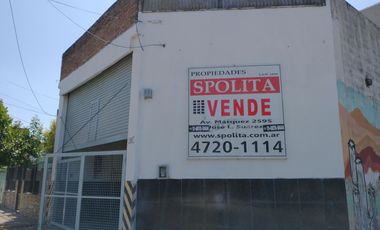 PROPIEDADES
SPOLITA
VENDE
Av. Márquez 2595
José L. Suárez
www.spolita.com.ar
4720-1114